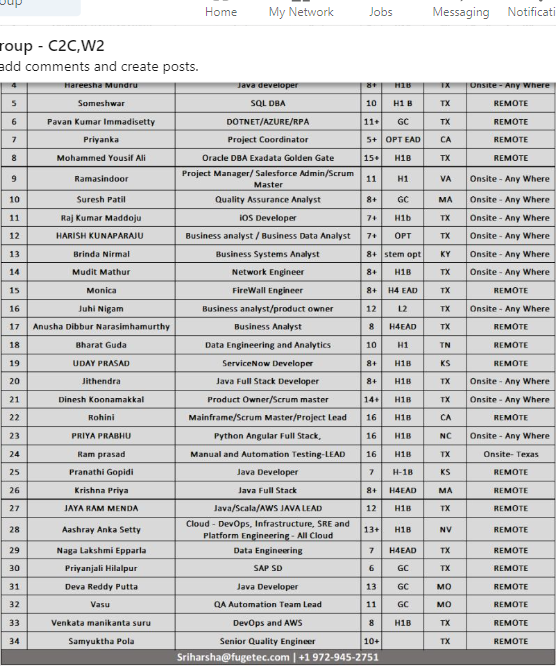 oup
Home My Network Jobs Messaging Notificati
roup - C2C,W2
add comments and create posts.
4 Hareesha Mundru Java developer 8+ H1B TX Onsite - Any Where
5 Someshwar SQL DBA 10 H1 B TX REMOTE
6 Pavan Kumar Immadisetty DOTNET/AZURE/RPA 11+ GC TX REMOTE
7 Priyanka Project Coordinator 5+ OPT EAD CA REMOTE
8 Mohammed Yousif Ali Oracle DBA Exadata Golden Gate 15+ H1B TX REMOTE
9 Ramasindoor Project Manager/ Salesforce Admin/Scrum Master 11 H1 VA Onsite - Any Where
10 Suresh Patil Quality Assurance Analyst 8+ GC MA Onsite - Any Where
11 Raj Kumar Maddoju iOS Developer 7+ H1b TX Onsite - Any Where
12 HARISH KUNAPARAJU Business analyst / Business Data Analyst 7+ OPT TX Onsite - Any Where
13 Brinda Nirmal Business Systems Analyst 8+ stem opt KY Onsite - Any Where
14 Mudit Mathur Network Engineer 8+ H1B TX Onsite - Any Where
15 Monica FireWall Engineer 8+ H4 EAD TX REMOTE
16 Juhi Nigam Business analyst/product owner 12 L2 TX Onsite - Any Where
17 Anusha Dibbur Narasimhamurthy Business Analyst 8 H4EAD TX REMOTE
18 Bharat Guda Data Engineering and Analytics 10 H1 TN REMOTE
19 UDAY PRASAD ServiceNow Developer 8+ H1B KS REMOTE
20 Jithendra Java Full Stack Developer 8+ H1B TX Onsite - Any Where
21 Dinesh Koonamakkal Product Owner/Scrum master 14+ H1B TX Onsite - Any Where
22 Rohini Mainframe/Scrum Master/Project Lead 16 H1B CA REMOTE
23 PRIYA PRABHU Python Angular Full Stack, 16 H1B NC Onsite - Any Where
24 Ram prasad Manual and Automation Testing-LEAD 16 H1B TX Onsite- Texas
25 Pranathi Gopidi Java Developer 7 H-1B KS REMOTE
26 Krishna Priya Java Full Stack 8+ H4EAD MA REMOTE
27 JAYA RAM MENDA Java/Scala/AWS JAVA LEAD 12 H1B TX REMOTE
28 Aashray Anka Setty Cloud - DevOps, Infrastructure, SRE and Platform Engineering - All Cloud 13+ H1B NV REMOTE
29 Naga Lakshmi Epparla Data Engineering 7 H4EAD TX REMOTE
30 Priyanjali Hilalpur SAP SD 6 GC TX REMOTE
31 Deva Reddy Putta Java Developer 13 GC MO REMOTE
32 Vasu QA Automation Team Lead 11 GC MO REMOTE
33 Venkata manikanta suru DevOps and AWS 8 H1B TX REMOTE
34 Samyuktha Pola Senior Quality Engineer 10+ TX REMOTE
Sriharsha@fugetec.com | +1 972-945-2751